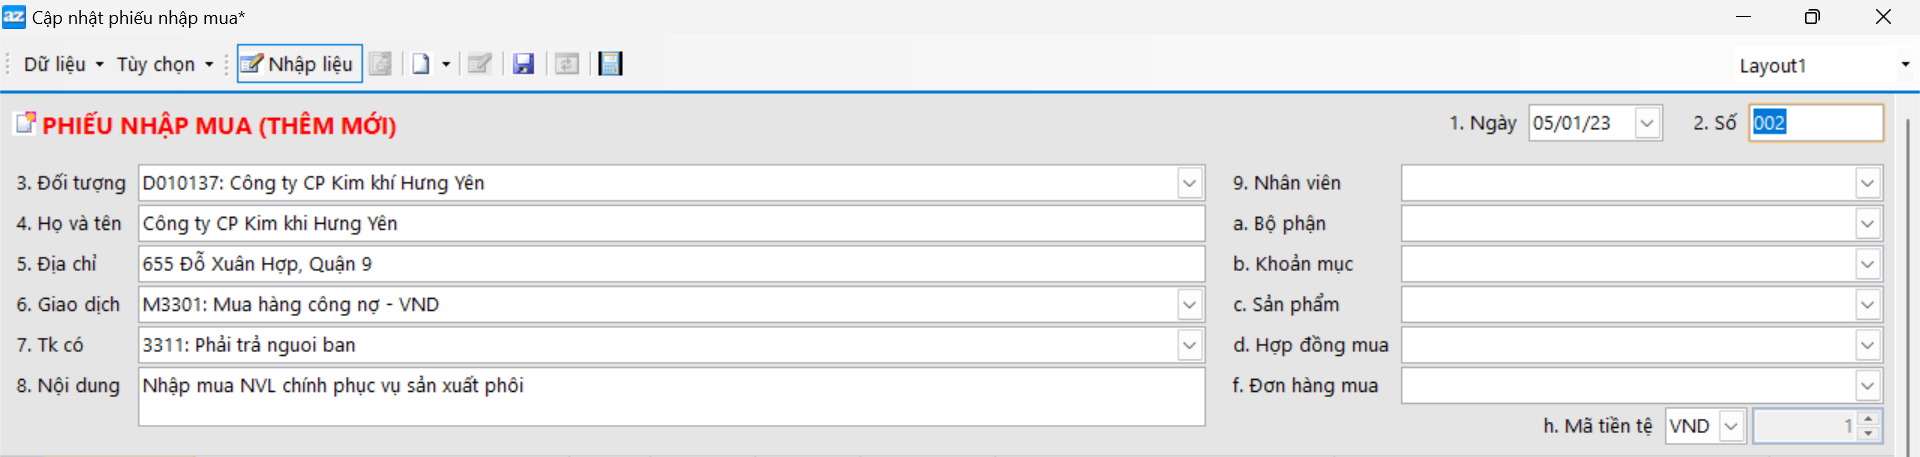 az Cập nhật phiếu nhập mua*
Dữ liệu Tùy chọn Nhập liệu Layout1
PHIẾU NHẬP MUA (THÊM MỚI) 1. Ngày 05/01/23 2. Số 002
3. Đối tượng D010137: Công ty CP Kim khí Hưng Yên 9. Nhân viên
4. Họ và tên Công ty CP Kim khi Hưng Yên a. Bộ phận
5. Địa chỉ 655 Đỗ Xuân Hợp, Quận 9 b. Khoản mục
6. Giao dịch M3301: Mua hàng công nợ - VND c. Sản phẩm
7. Tk có 3311: Phải trả nguoi ban d. Hợp đồng mua
8. Nội dung Nhập mua NVL chính phục vụ sản xuất phôi f. Đơn hàng mua
h. Mã tiền tệ VND 1